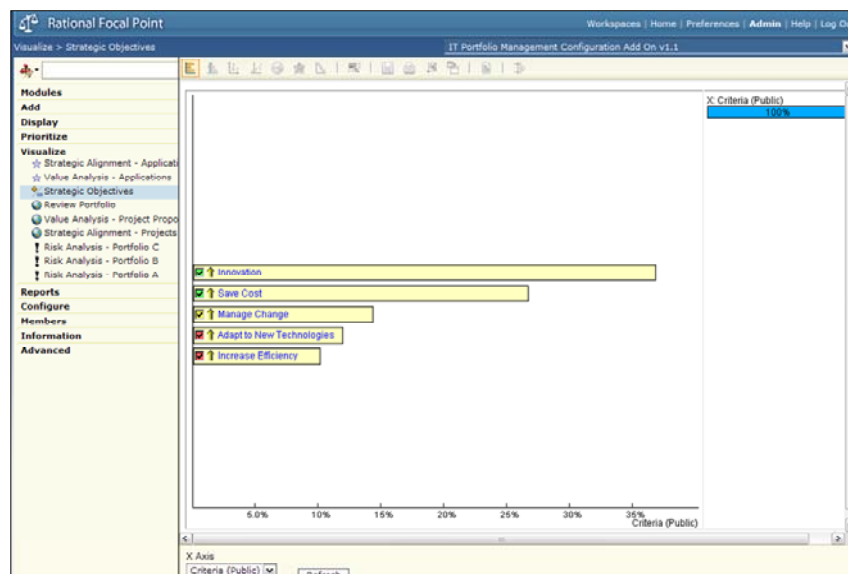 Rational Focal Point
Workspaces | Home | Preferences | Admin | Help | Log O
Visualize > Strategic Objectives
IT Portfolio Management Configuration Add On v1.1
Modules
Add
Display
Prioritize
Visualize
Strategic Alignment - Applicati
Value Analysis - Applications
Strategic Objectives
Review Portfolio
Value Analysis - Project Propo
Strategic Alignment - Projects
Risk Analysis - Portfolio C
Risk Analysis - Portfolio B
Risk Analysis - Portfolio A
Reports
Configure
Members
Information
Advanced
X: Criteria (Public)
100%
Innovation
Save Cost
Manage Change
Adapt to New Technologies
Increase Efficiency
5.0% 10% 15% 20% 25% 30% 35%
Criteria (Public)
X Axis
Criteria (Public)
Refresh